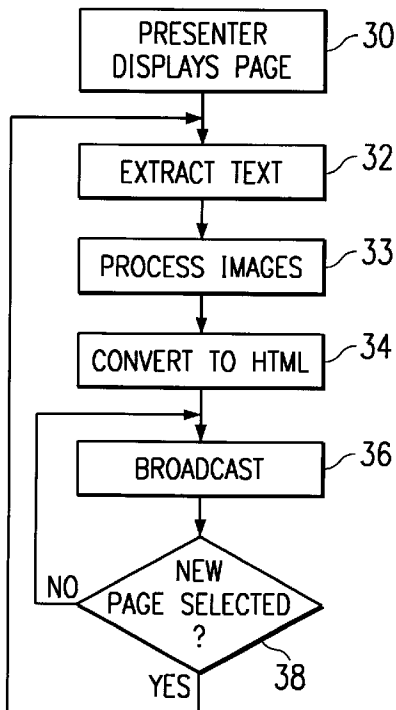 PRESENTER
DISPLAYS PAGE
30
EXTRACT TEXT
32
PROCESS IMAGES
33
CONVERT TO HTML
34
BROADCAST
36
NEW
PAGE SELECTED
?
NO
38
YES